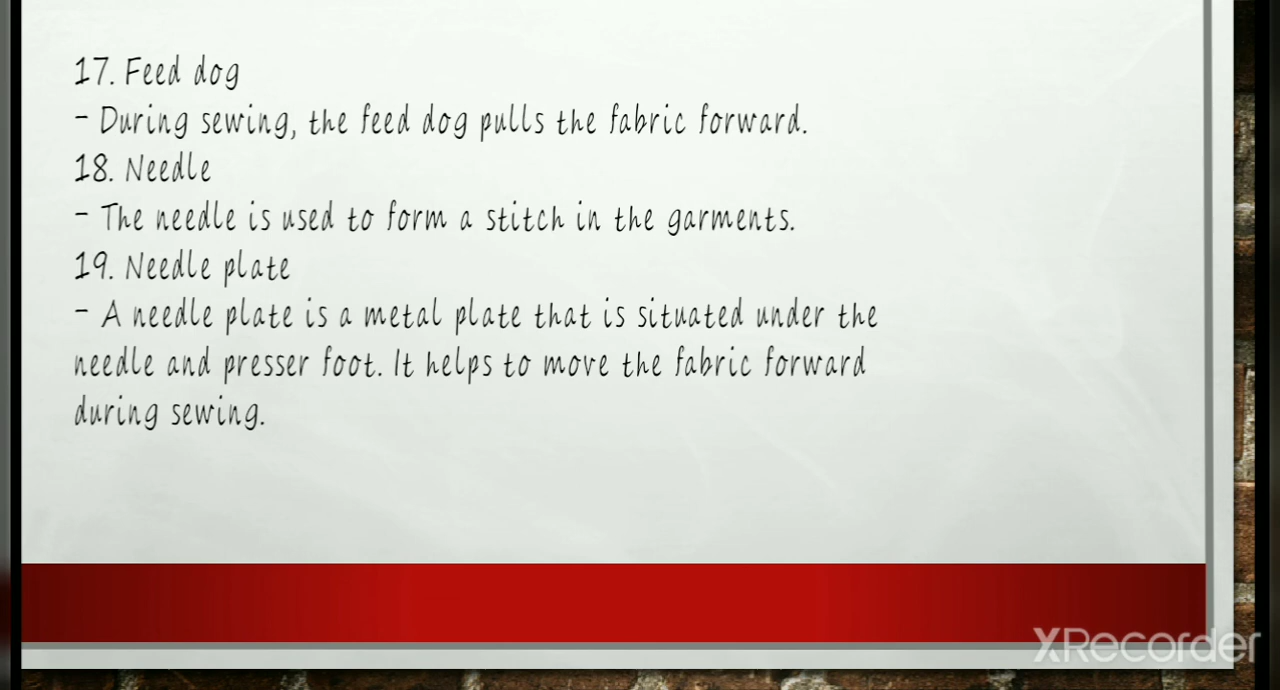 17. Feed dog
- During sewing, the feed dog pulls the fabric forward.
18. Needle
- The needle is used to form a stitch in the garments.
19. Needle plate
- A needle plate is a metal plate that is situated under the
needle and presser foot. It helps to move the fabric forward
during sewing.
XRecorder